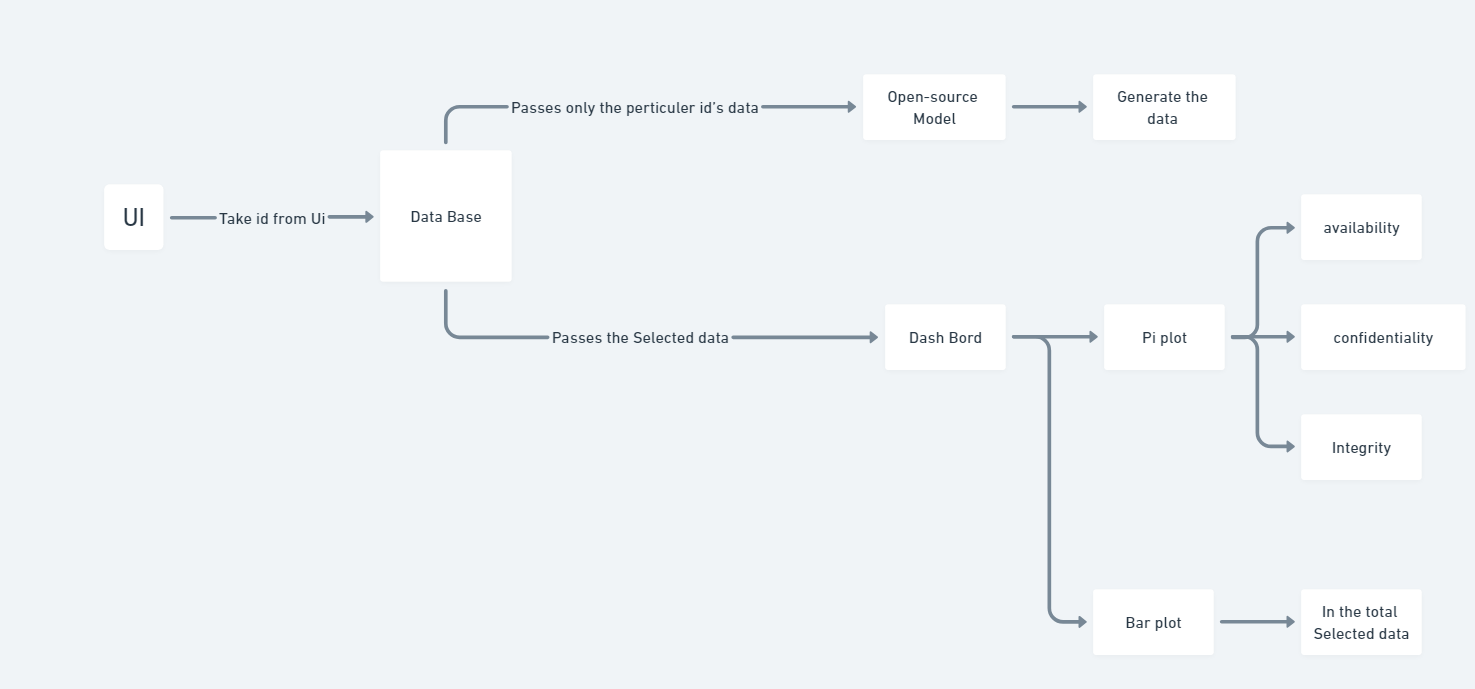 Open-source
Model
Generate the
data
Passes only the perticuler id's data
UI
Take id from Ui
Data Base
availability
Passes the Selected data
Dash Bord
Pi plot
confidentiality
Integrity
Bar plot
In the total
Selected data